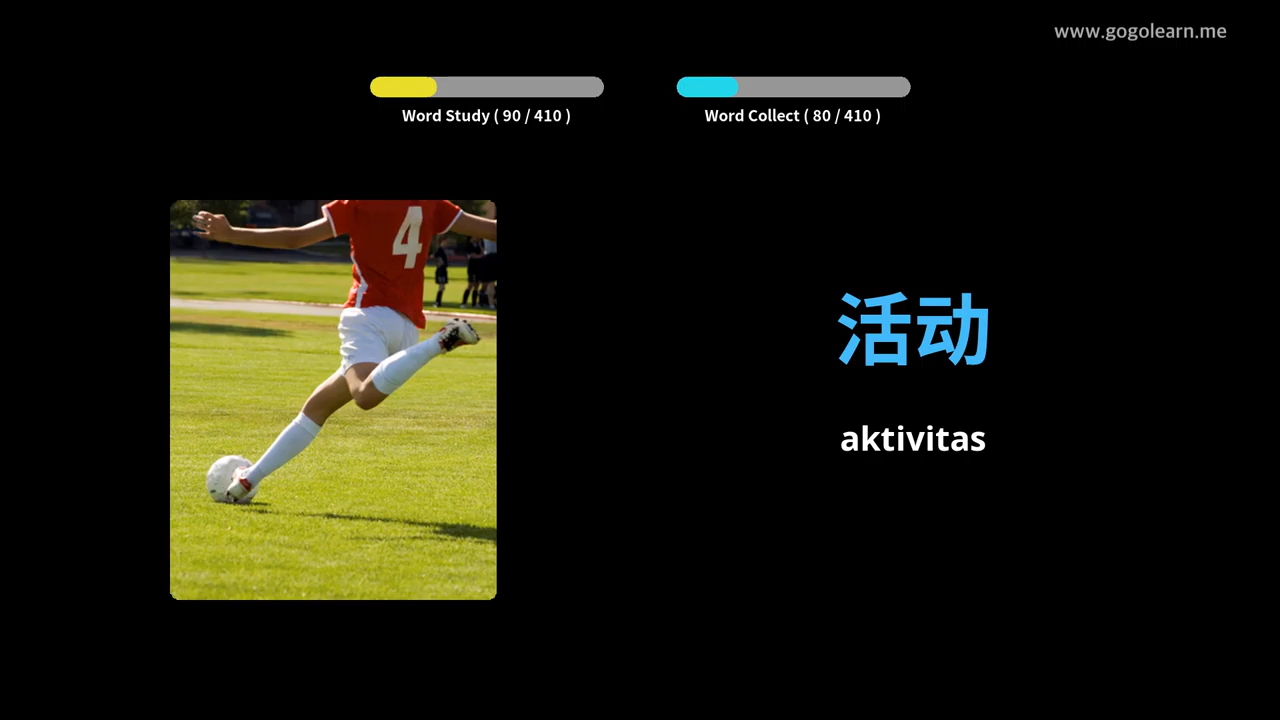 www.gogolearn.me
Word Study ( 90 / 410 )
Word Collect ( 80 / 410 )
4
活动
aktivitas